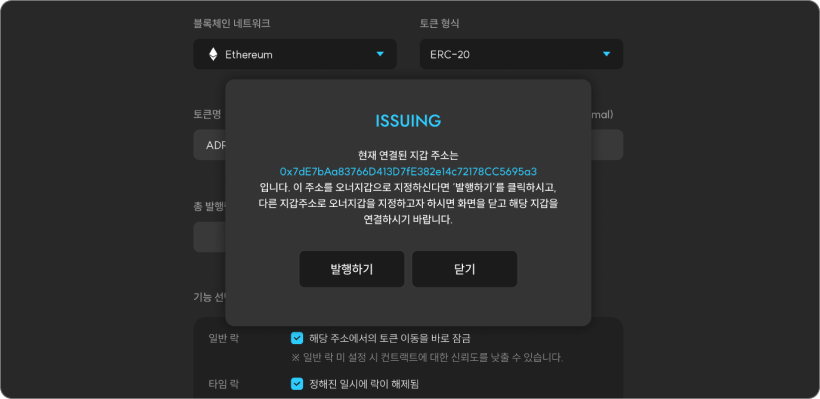 블록체인 네트워크
토큰 형식
Ethereum
ERC-20
토큰명
mal)
ADR
ISSUING
현재 연결된 지갑 주소는
0x7dE7bAa83766D413D7fE382e14c72178CC5695a3
입니다. 이 주소를 오너지갑으로 지정하신다면 '발행하기'를 클릭하시고,
다른 지갑주소로 오너지갑을 지정하고자 하시면 화면을 닫고 해당 지갑을
연결하시기 바랍니다.
총 발행
발행하기
닫기
기능 선
일반 락
해당 주소에서의 토큰 이동을 바로 잠금
※ 일반 락 미 설정 시 컨트랙트에 대한 신뢰도를 낮출 수 있습니다.
타임 락
정해진 일시에 락이 해제됨